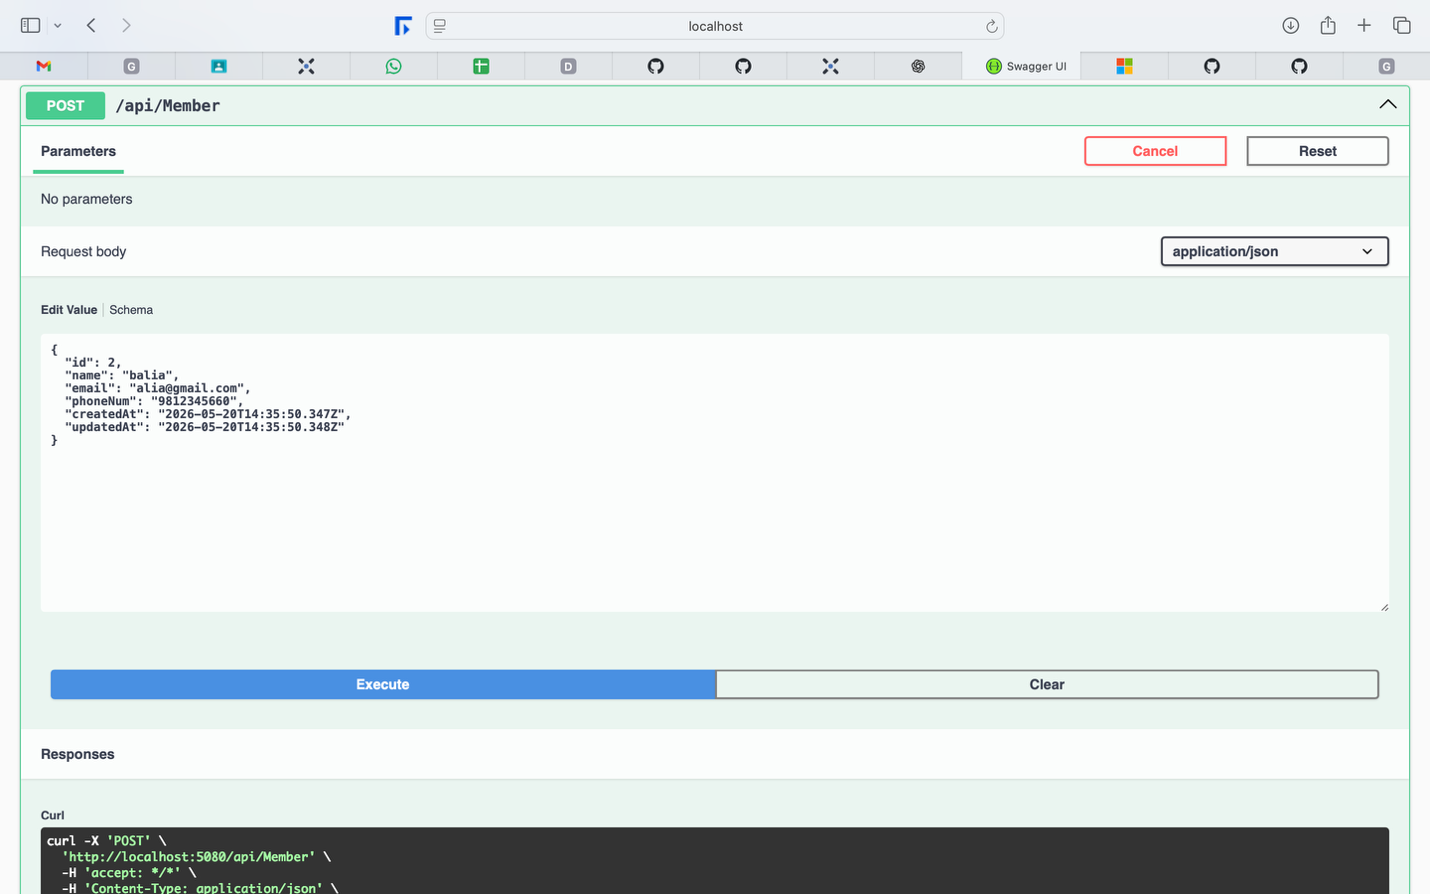 localhost
G
D
Swagger UI
G
POST /api/Member
Parameters
Cancel
Reset
No parameters
Request body
application/json
Edit Value
Schema
{
  "id": 2,
  "name": "balia",
  "email": "alia@gmail.com",
  "phoneNum": "9812345660",
  "createdAt": "2026-05-20T14:35:50.347Z",
  "updatedAt": "2026-05-20T14:35:50.348Z"
}
Execute
Clear
Responses
Curl
curl -X 'POST' \
  'http://localhost:5080/api/Member' \
  -H 'accept: */*' \
  -H 'Content-Type: application/json' \